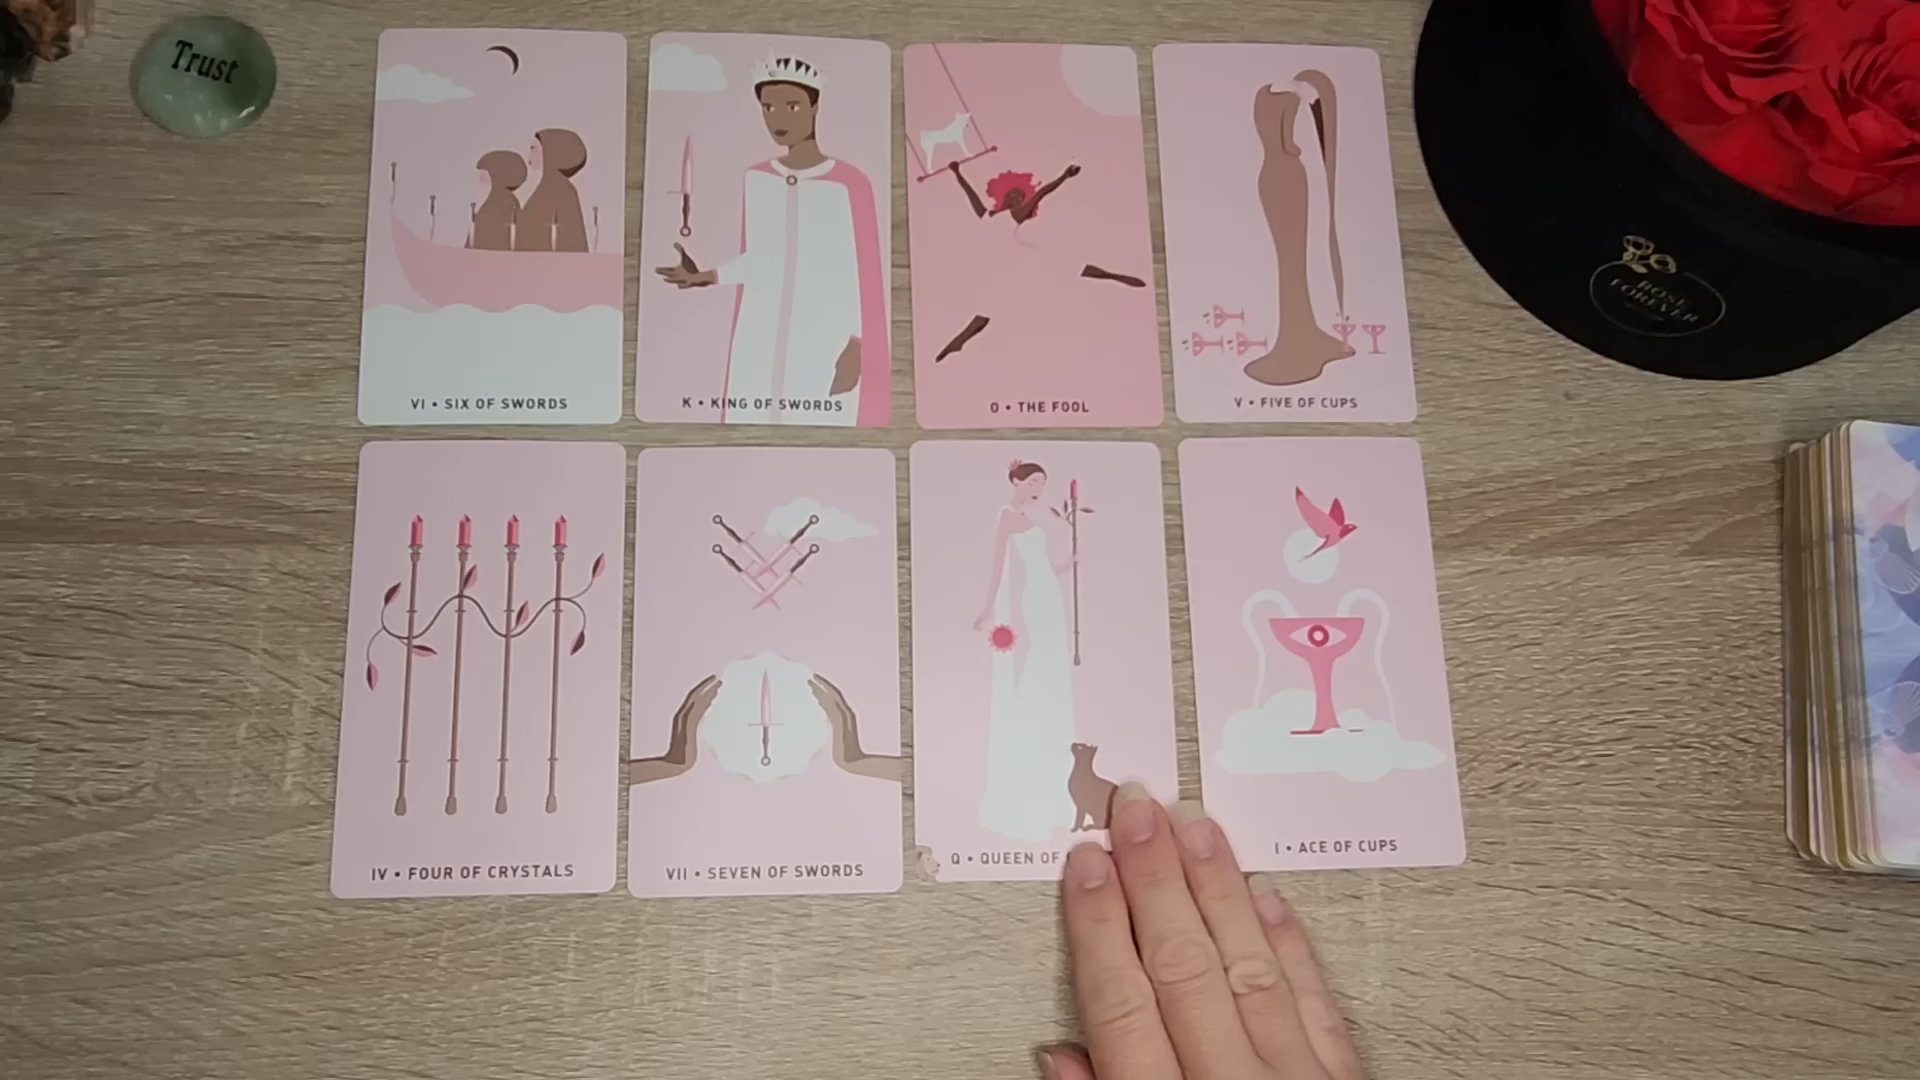 Trust
VI • SIX OF SWORDS
K • KING OF SWORDS
0 • THE FOOL
V • FIVE OF CUPS
ROSE
FOREVER
IV • FOUR OF CRYSTALS
VII • SEVEN OF SWORDS
Q • QUEEN OF
I • ACE OF CUPS